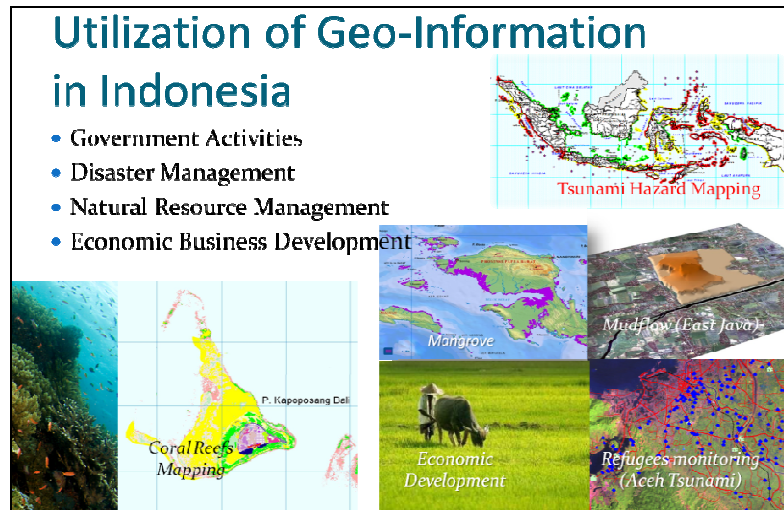 Utilization of Geo-Information
in Indonesia
• Government Activities
• Disaster Management
• Natural Resource Management
• Economic Business Development
Tsunami Hazard Mapping
Mangrove
Mudflow (East Java)
P. Kapoposang Bali
Coral Reefs
Mapping
Economic
Development
Refugees monitoring
(Aceh Tsunami)